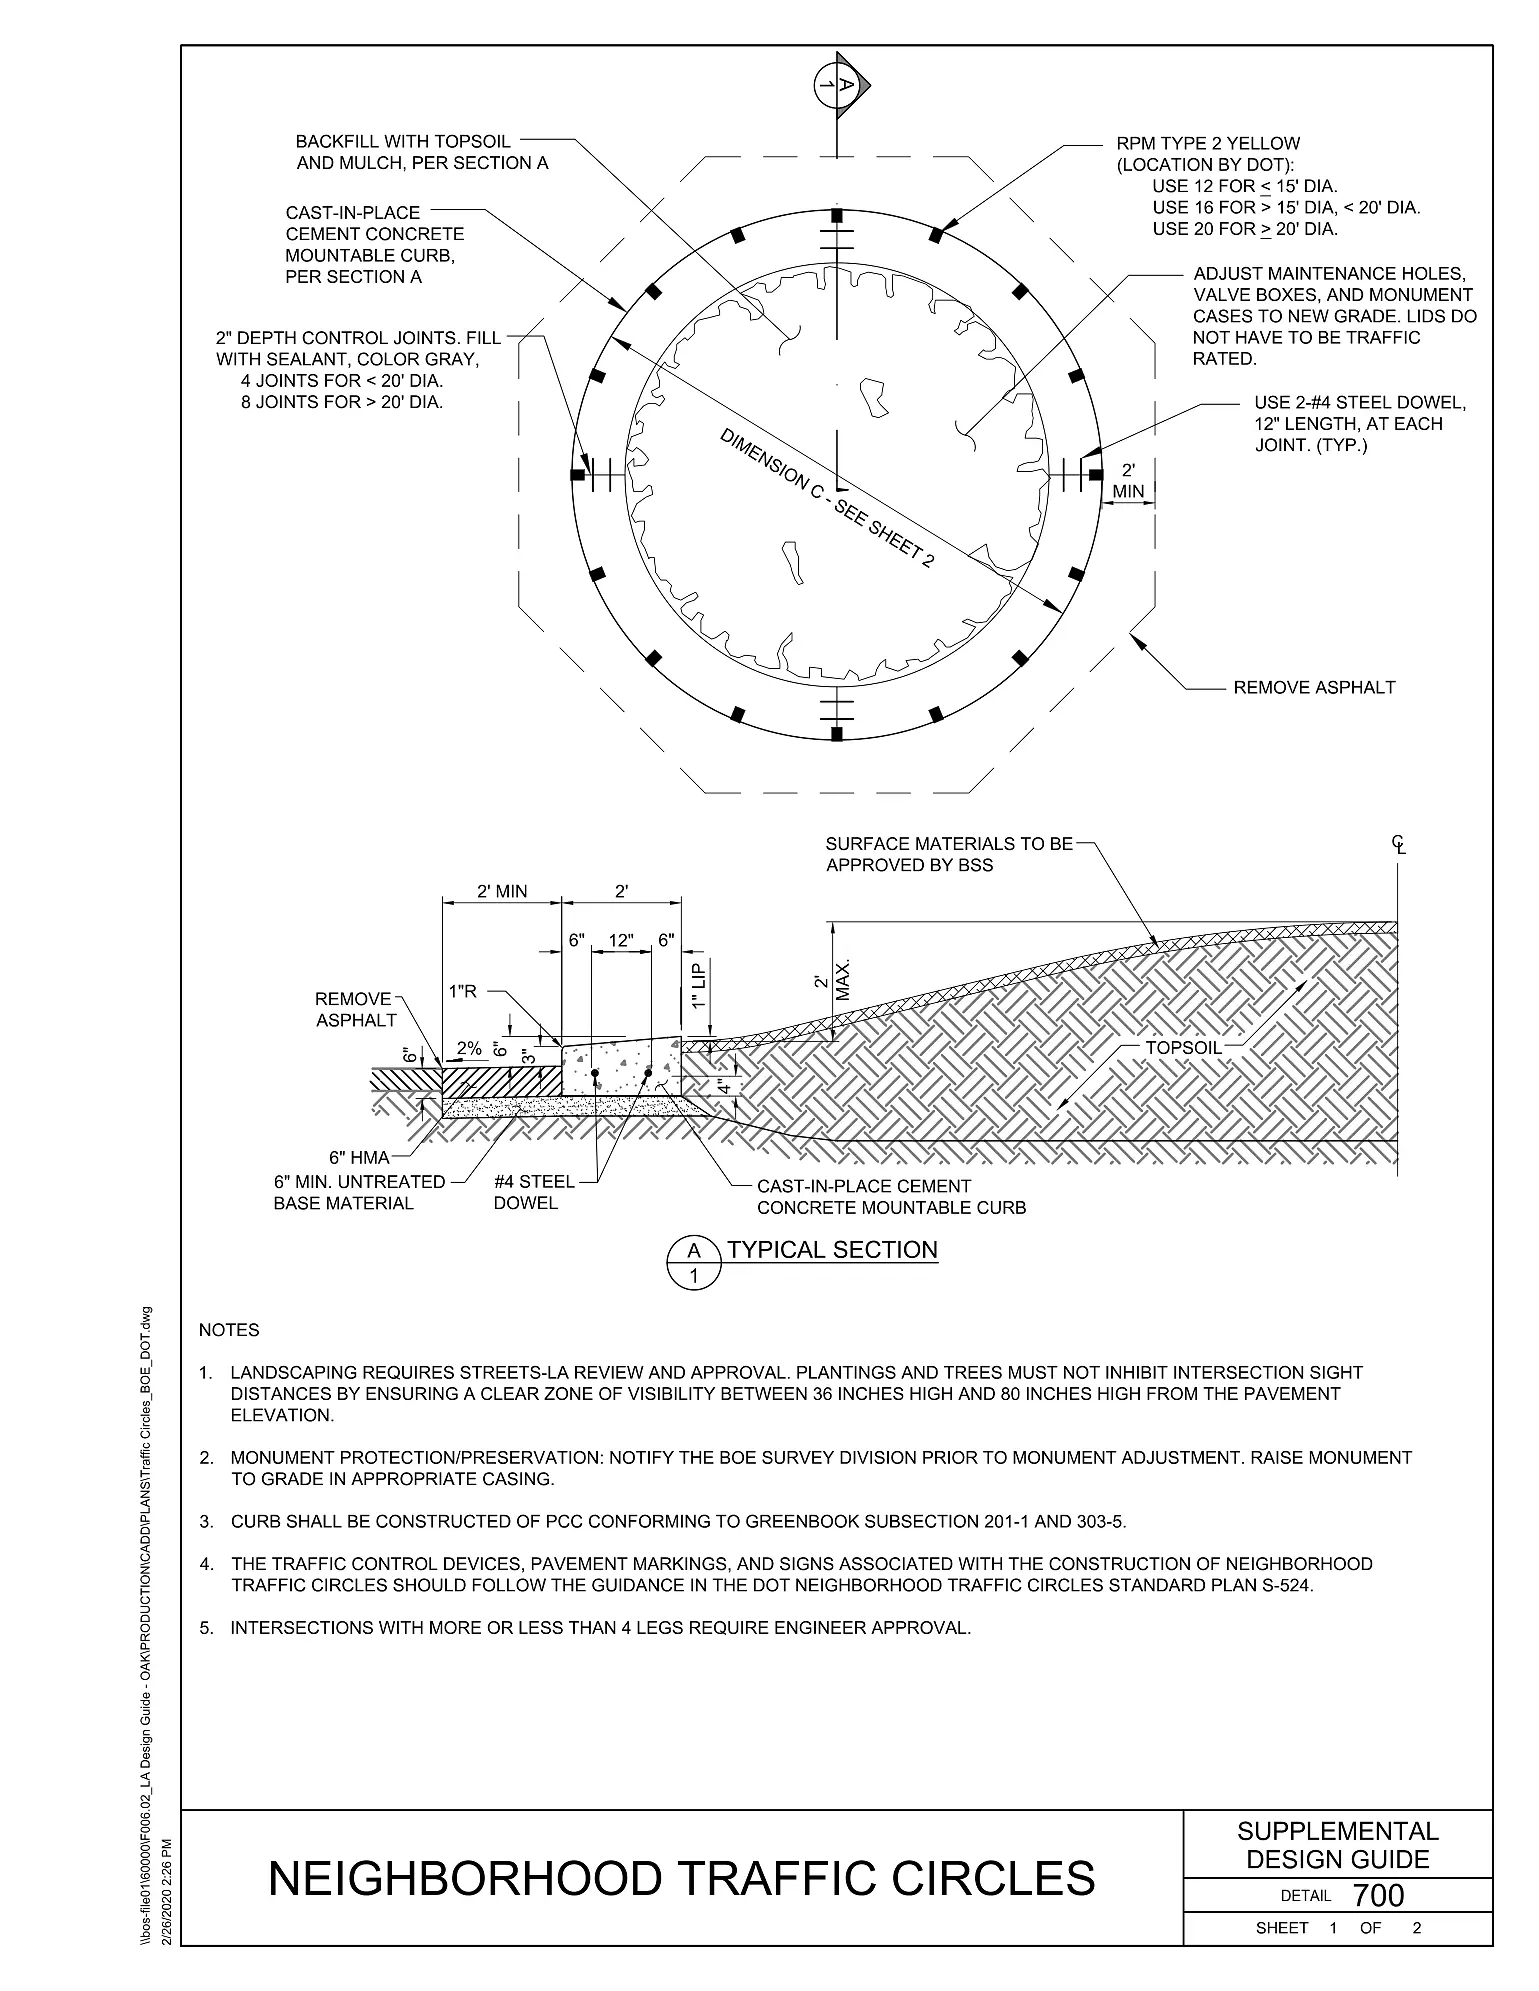 A
1
BACKFILL WITH TOPSOIL
AND MULCH, PER SECTION A
CAST-IN-PLACE
CEMENT CONCRETE
MOUNTABLE CURB,
PER SECTION A
2" DEPTH CONTROL JOINTS. FILL
WITH SEALANT, COLOR GRAY,
4 JOINTS FOR < 20' DIA.
8 JOINTS FOR > 20' DIA.
RPM TYPE 2 YELLOW
(LOCATION BY DOT):
USE 12 FOR ≤ 15' DIA.
USE 16 FOR > 15' DIA, < 20' DIA.
USE 20 FOR ≥ 20' DIA.
ADJUST MAINTENANCE HOLES,
VALVE BOXES, AND MONUMENT
CASES TO NEW GRADE. LIDS DO
NOT HAVE TO BE TRAFFIC
RATED.
USE 2-#4 STEEL DOWEL,
12" LENGTH, AT EACH
JOINT. (TYP.)
2'
MIN
DIMENSION C - SEE SHEET 2
REMOVE ASPHALT
SURFACE MATERIALS TO BE
APPROVED BY BSS
CL
2' MIN
2'
6"
12"
6"
1" LIP
2'
MAX.
1"R
REMOVE
ASPHALT
6"
2%
6"
3"
4"
TOPSOIL
6" HMA
6" MIN. UNTREATED
BASE MATERIAL
#4 STEEL
DOWEL
CAST-IN-PLACE CEMENT
CONCRETE MOUNTABLE CURB
A
1
TYPICAL SECTION
NOTES
1. LANDSCAPING REQUIRES STREETS-LA REVIEW AND APPROVAL. PLANTINGS AND TREES MUST NOT INHIBIT INTERSECTION SIGHT
DISTANCES BY ENSURING A CLEAR ZONE OF VISIBILITY BETWEEN 36 INCHES HIGH AND 80 INCHES HIGH FROM THE PAVEMENT
ELEVATION.
2. MONUMENT PROTECTION/PRESERVATION: NOTIFY THE BOE SURVEY DIVISION PRIOR TO MONUMENT ADJUSTMENT. RAISE MONUMENT
TO GRADE IN APPROPRIATE CASING.
3. CURB SHALL BE CONSTRUCTED OF PCC CONFORMING TO GREENBOOK SUBSECTION 201-1 AND 303-5.
4. THE TRAFFIC CONTROL DEVICES, PAVEMENT MARKINGS, AND SIGNS ASSOCIATED WITH THE CONSTRUCTION OF NEIGHBORHOOD
TRAFFIC CIRCLES SHOULD FOLLOW THE GUIDANCE IN THE DOT NEIGHBORHOOD TRAFFIC CIRCLES STANDARD PLAN S-524.
5. INTERSECTIONS WITH MORE OR LESS THAN 4 LEGS REQUIRE ENGINEER APPROVAL.
NEIGHBORHOOD TRAFFIC CIRCLES
SUPPLEMENTAL
DESIGN GUIDE
DETAIL 700
SHEET 1 OF 2
\\bos-file01\60000\F006.02_LA Design Guide - OAK\PRODUCTION\CADD\PLANS\Traffic Circles_BOE_DOT.dwg
2/26/2020 2:26 PM